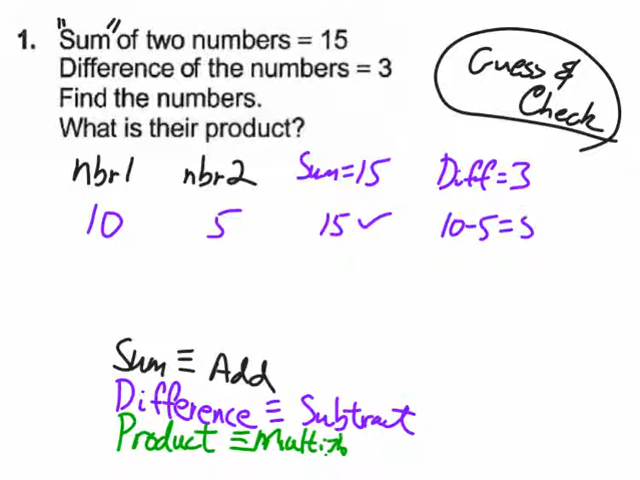 1. "Sum" of two numbers = 15
Difference of the numbers = 3
Find the numbers.
What is their product?
Guess &
Check
nbr1 nbr2 Sum=15 Diff=3
10 5 15 ✓ 10-5=5
Sum ≡ Add
Difference ≡ Subtract
Product ≡